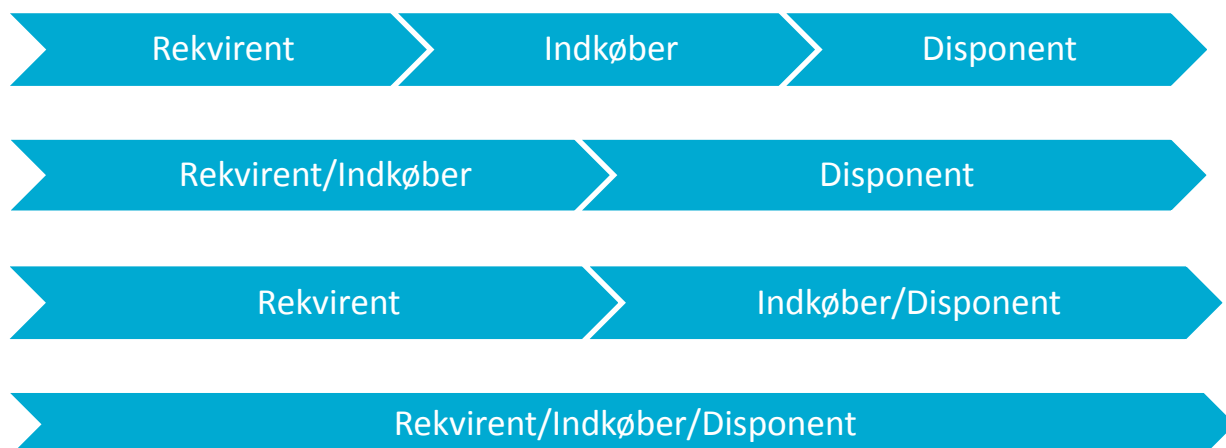 Rekvirent Indkøber Disponent
Rekvirent/Indkøber Disponent
Rekvirent Indkøber/Disponent
Rekvirent/Indkøber/Disponent